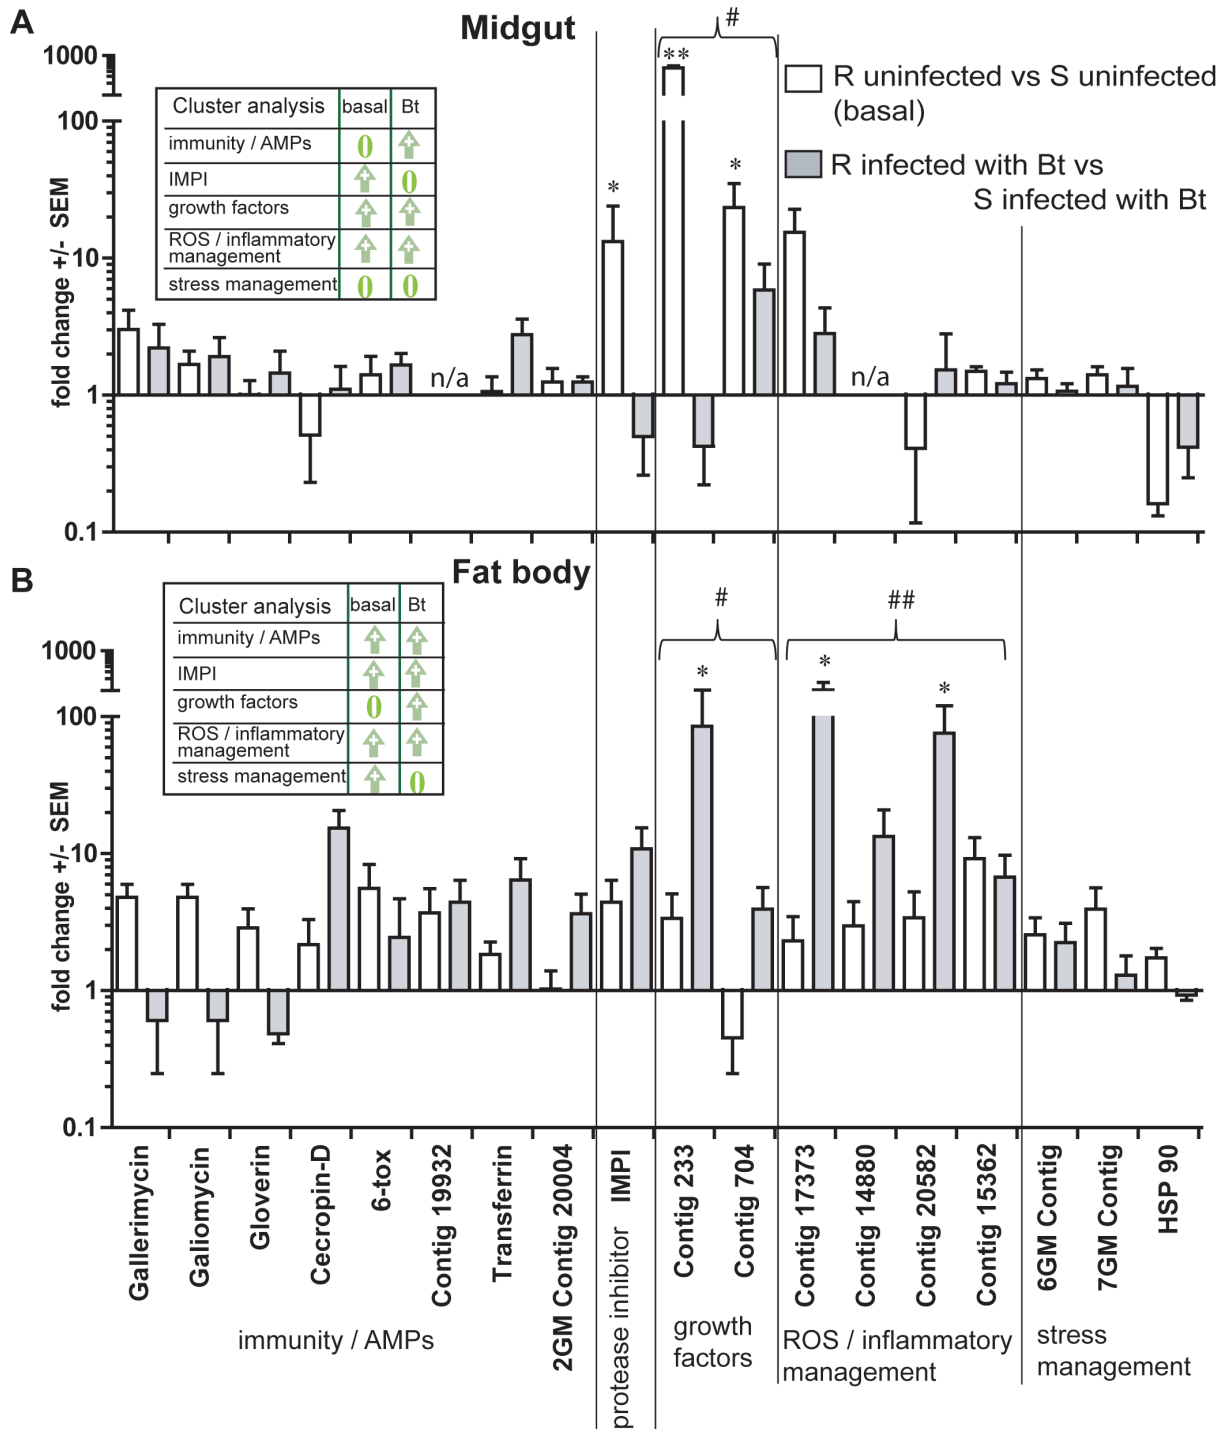 A
Midgut
#
1000
100
10
1
0.1
fold change +/- SEM
Cluster analysis basal Bt
immunity / AMPs 0 +
IMPI + 0
growth factors + +
ROS / inflammatory
management + +
stress management 0 0
**
*
*
R uninfected vs S uninfected
(basal)
R infected with Bt vs
S infected with Bt
n/a
n/a
B
Fat body
#
##
1000
100
10
1
0.1
fold change +/- SEM
Cluster analysis basal Bt
immunity / AMPs + +
IMPI + +
growth factors 0 +
ROS / inflammatory
management + +
stress management + 0
*
*
*
Gallerimycin
Galiomycin
Gloverin
Cecropin-D
6-tox
Contig 19932
Transferrin
2GM Contig 20004
IMPI
Contig 233
Contig 704
Contig 17373
Contig 14880
Contig 20582
Contig 15362
6GM Contig
7GM Contig
HSP 90
immunity / AMPs
protease inhibitor
growth
factors
ROS / inflammatory
management
stress
management